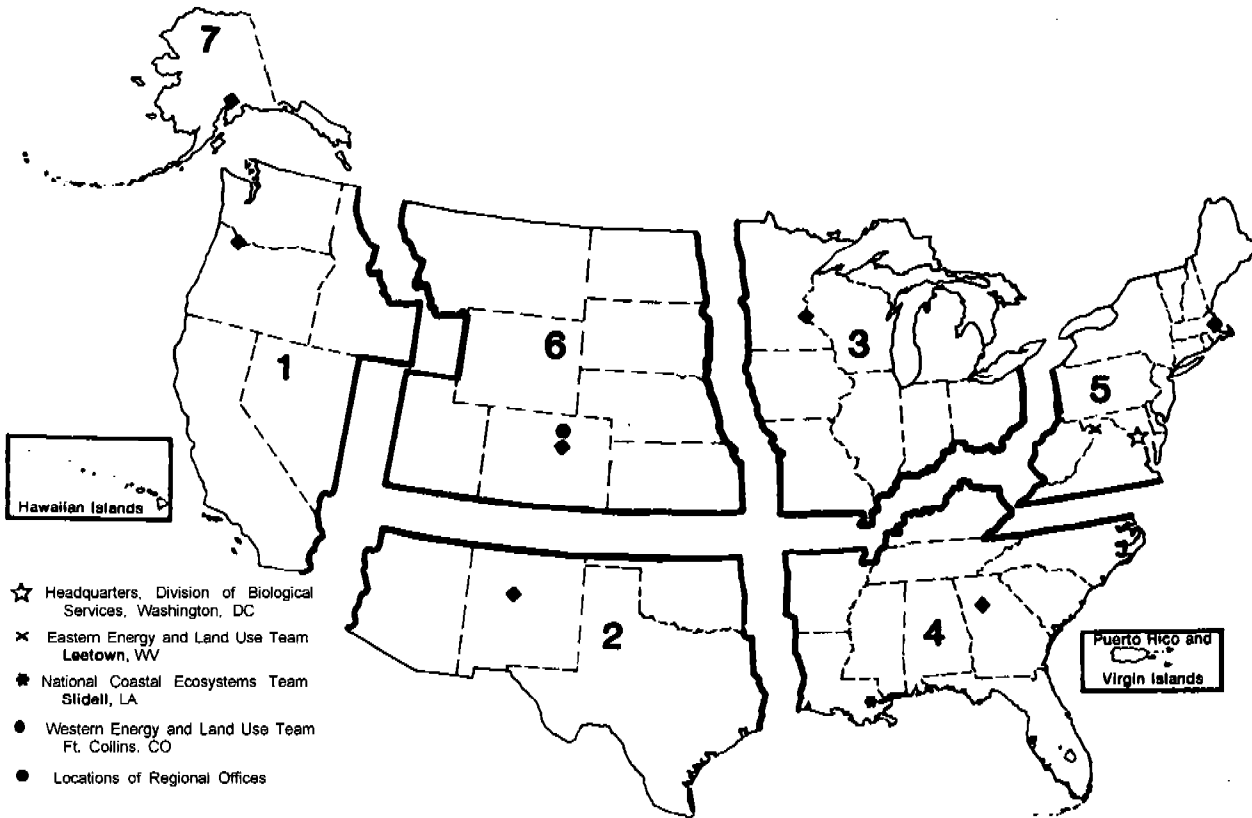 7
6
3
1
5
Hawaiian Islands
2
4
Puerto Rico and
Virgin Islands
Headquarters, Division of Biological
Services, Washington, DC
Eastern Energy and Land Use Team
Leetown, WV
National Coastal Ecosystems Team
Slidell, LA
Western Energy and Land Use Team
Ft. Collins, CO
Locations of Regional Offices